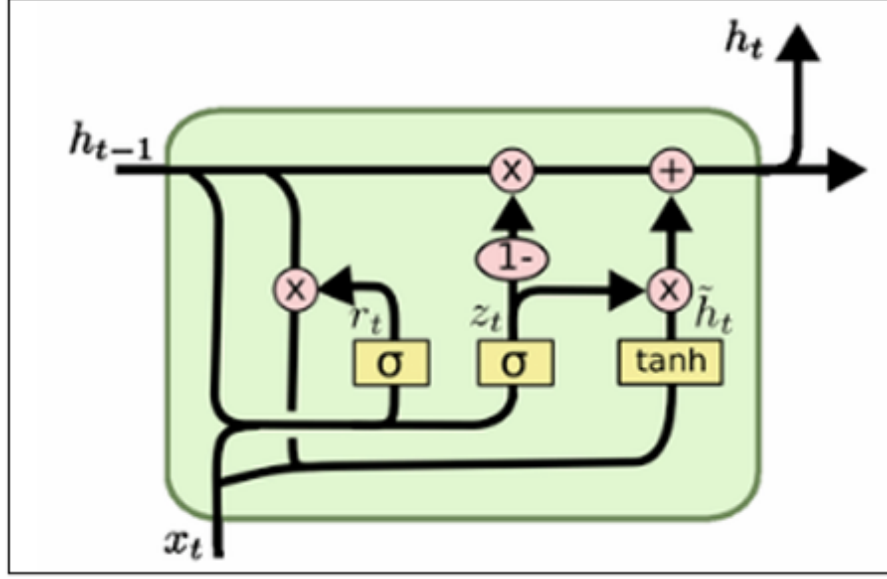 h_t
h_{t-1}
x +
1-
x x
r_t z_t h̃_t
σ σ tanh
x_t